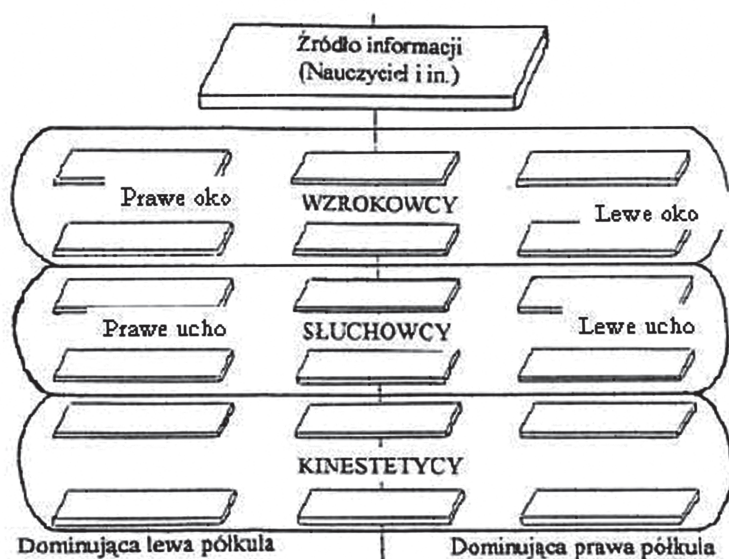 Źródło informacji
(Nauczyciel i in.)
Prawe oko
WZROKOWCY
Lewe oko
Prawe ucho
SŁUCHOWCY
Lewe ucho
KINESTETYCY
Dominująca lewa półkula
Dominująca prawa półkula